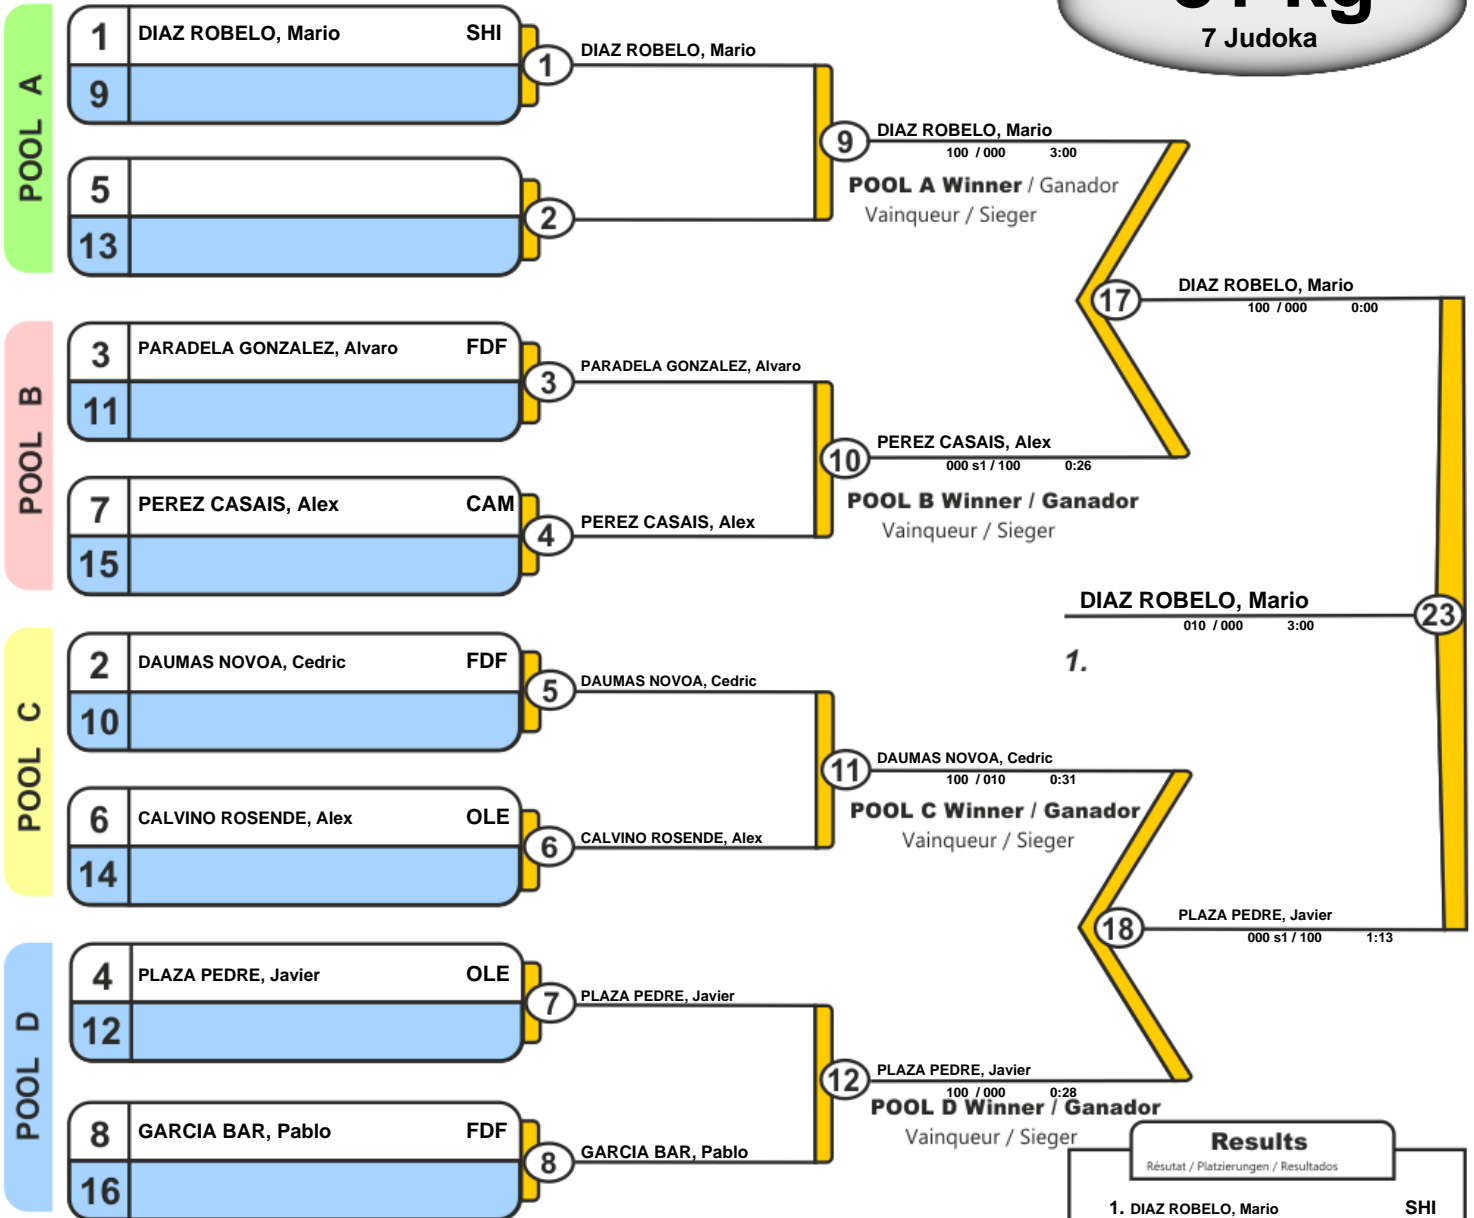 7 Judoka
POOL A
1 DIAZ ROBELO, Mario SHI
9
1 DIAZ ROBELO, Mario
5
13
2
9 DIAZ ROBELO, Mario
100 / 000 3:00
POOL A Winner / Ganador
Vainqueur / Sieger
17 DIAZ ROBELO, Mario
100 / 000 0:00
POOL B
3 PARADELA GONZALEZ, Alvaro FDF
11
3 PARADELA GONZALEZ, Alvaro
7 PEREZ CASAIS, Alex CAM
15
4 PEREZ CASAIS, Alex
10 PEREZ CASAIS, Alex
000 s1 / 100 0:26
POOL B Winner / Ganador
Vainqueur / Sieger
DIAZ ROBELO, Mario 23
010 / 000 3:00
1.
POOL C
2 DAUMAS NOVOA, Cedric FDF
10
5 DAUMAS NOVOA, Cedric
6 CALVINO ROSENDE, Alex OLE
14
6 CALVINO ROSENDE, Alex
11 DAUMAS NOVOA, Cedric
100 / 010 0:31
POOL C Winner / Ganador
Vainqueur / Sieger
18 PLAZA PEDRE, Javier
000 s1 / 100 1:13
POOL D
4 PLAZA PEDRE, Javier OLE
12
7 PLAZA PEDRE, Javier
8 GARCIA BAR, Pablo FDF
16
8 GARCIA BAR, Pablo
12 PLAZA PEDRE, Javier
100 / 000 0:28
POOL D Winner / Ganador
Vainqueur / Sieger
Results
Résutat / Platzierungen / Resultados
1. DIAZ ROBELO, Mario SHI